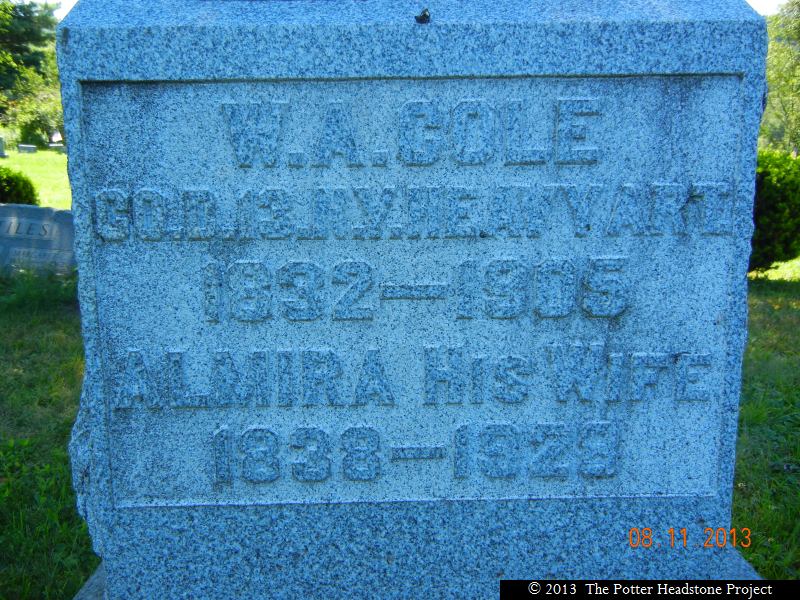 W. A. COLE
CO. D. 13. N.Y. HEAVY ART
1832 — 1905
ALMIRA HIS WIFE
1838 — 1929
08.11.2013
© 2013 The Potter Headstone Project